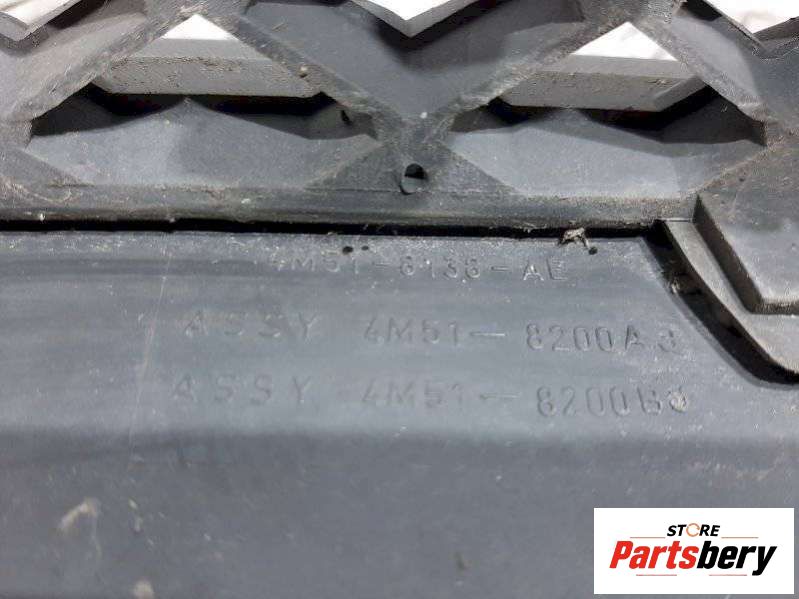 4M51-8138-AE
ASSY 4M51-8200A
ASSY 4M51-8200B
STORE
Partsbery